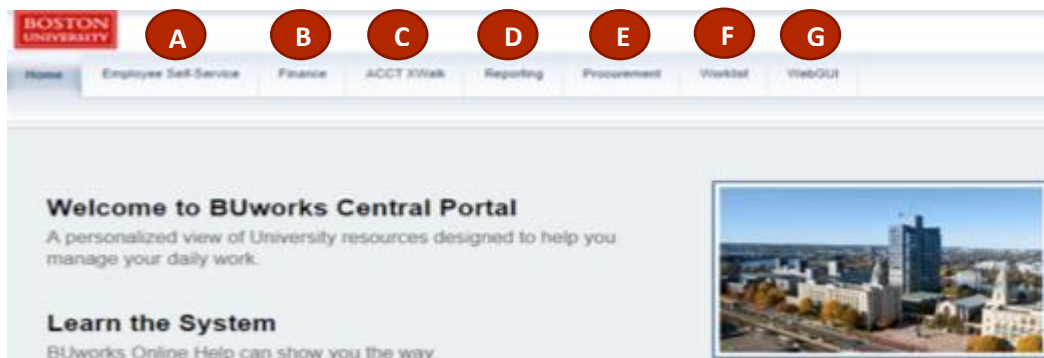 BOSTON
UNIVERSITY
A B C D E F G
Home Employee Self-Service Finance ACCT XWalk Reporting Procurement Worklist WebGUI
Welcome to BUworks Central Portal
A personalized view of University resources designed to help you
manage your daily work.
Learn the System
BUworks Online Help can show you the way.